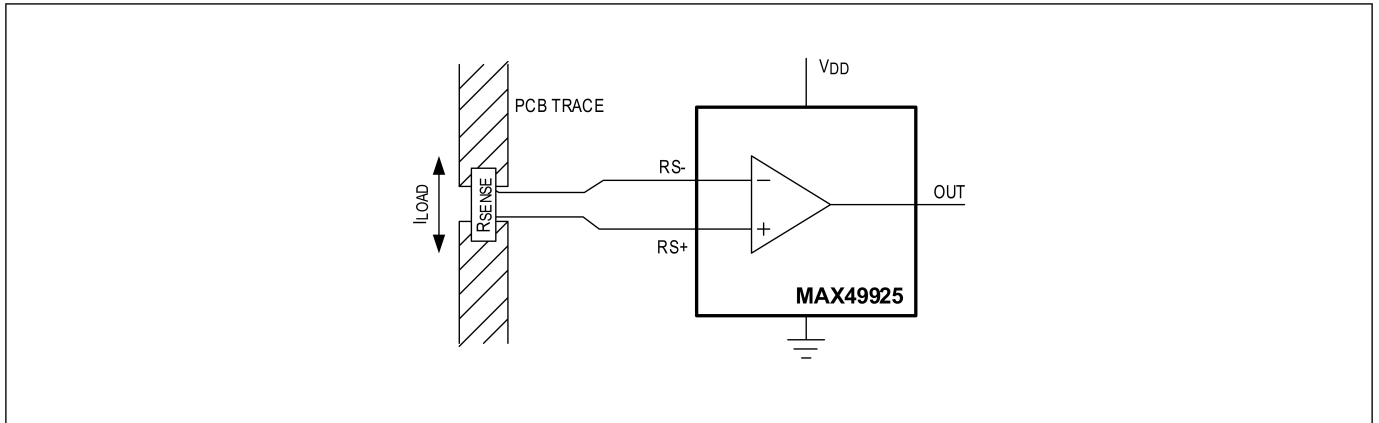 VDD
PCB TRACE
RS-
ILOAD
RSENSE
OUT
RS+
MAX49925